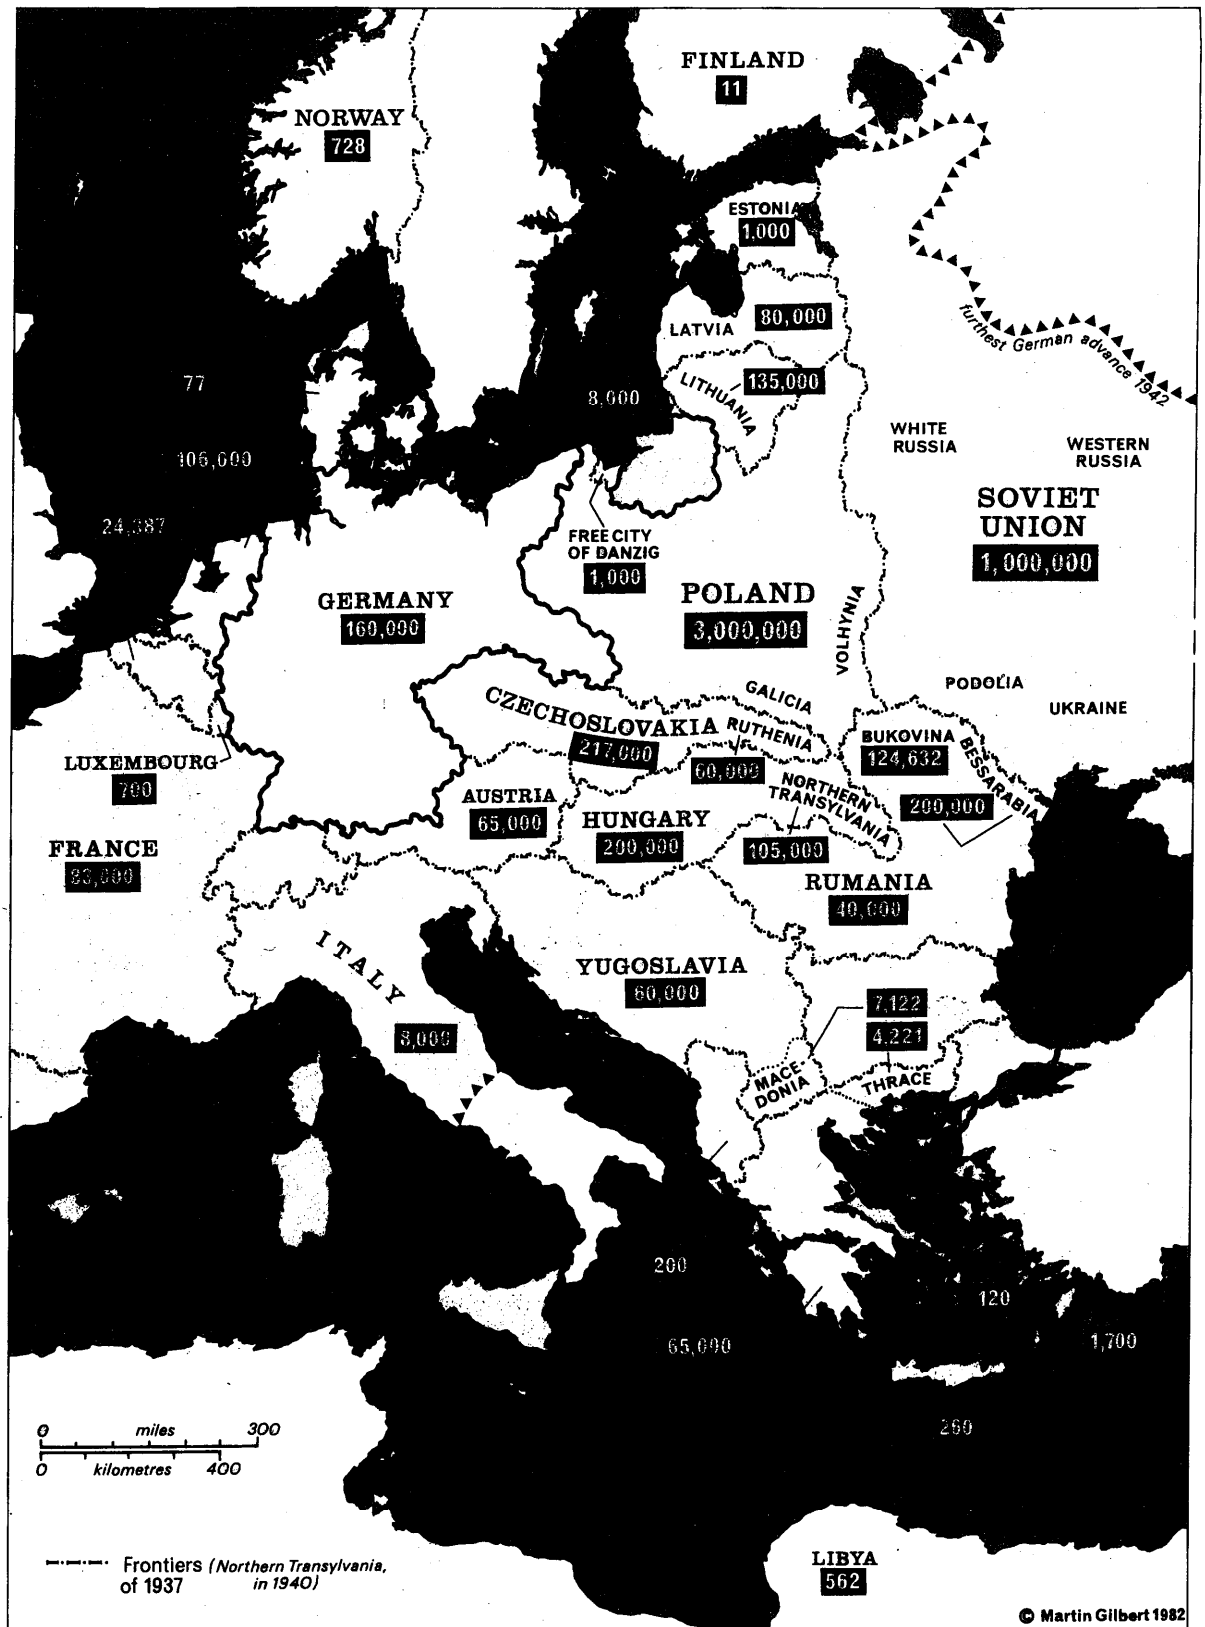 FINLAND
11
NORWAY
728
ESTONIA
1,000
LATVIA
80,000
LITHUANIA
135,000
furthest German advance 1942
77
8,000
106,000
24,387
WHITE
RUSSIA
WESTERN
RUSSIA
SOVIET
UNION
1,000,000
FREE CITY
OF DANZIG
1,000
GERMANY
160,000
POLAND
3,000,000
VOLHYNIA
GALICIA
PODOLIA
UKRAINE
CZECHOSLOVAKIA
217,000
RUTHENIA
60,000
BUKOVINA
124,632
BESSARABIA
200,000
LUXEMBOURG
700
AUSTRIA
65,000
HUNGARY
200,000
NORTHERN
TRANSYLVANIA
105,000
FRANCE
83,000
RUMANIA
40,000
ITALY
8,000
YUGOSLAVIA
60,000
7,122
4,221
MACE
DONIA
THRACE
200
120
65,000
1,700
260
0 miles 300
0 kilometres 400
Frontiers (Northern Transylvania,
of 1937 in 1940)
LIBYA
562
© Martin Gilbert 1982